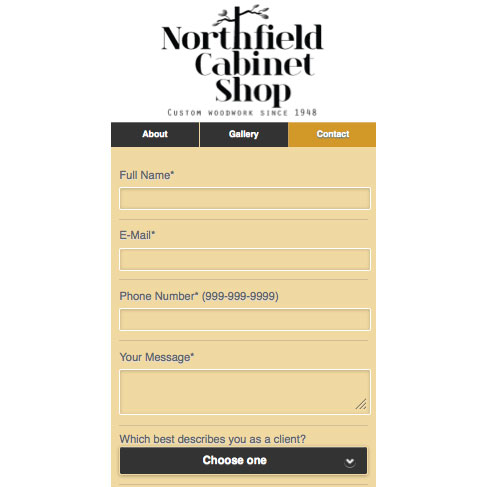 Northfield
Cabinet
Shop
Custom woodwork since 1948
About Gallery Contact
Full Name*
E-Mail*
Phone Number* (999-999-9999)
Your Message*
Which best describes you as a client?
Choose one